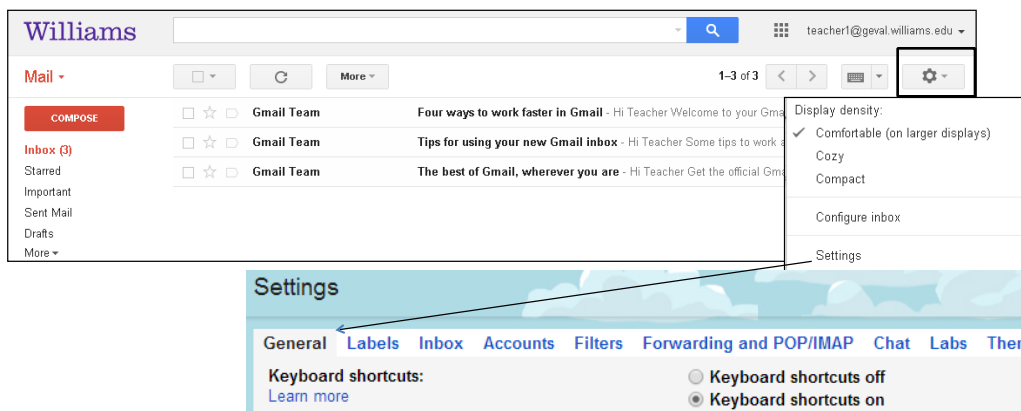 Williams
teacher1@geval.williams.edu
Mail
More
1–3 of 3
COMPOSE
Inbox (3)
Starred
Important
Sent Mail
Drafts
More
Gmail Team Four ways to work faster in Gmail - Hi Teacher Welcome to your Gma
Gmail Team Tips for using your new Gmail inbox - Hi Teacher Some tips to work a
Gmail Team The best of Gmail, wherever you are - Hi Teacher Get the official Gma
Display density:
Comfortable (on larger displays)
Cozy
Compact
Configure inbox
Settings
Settings
General Labels Inbox Accounts Filters Forwarding and POP/IMAP Chat Labs Ther
Keyboard shortcuts:
Learn more
Keyboard shortcuts off
Keyboard shortcuts on